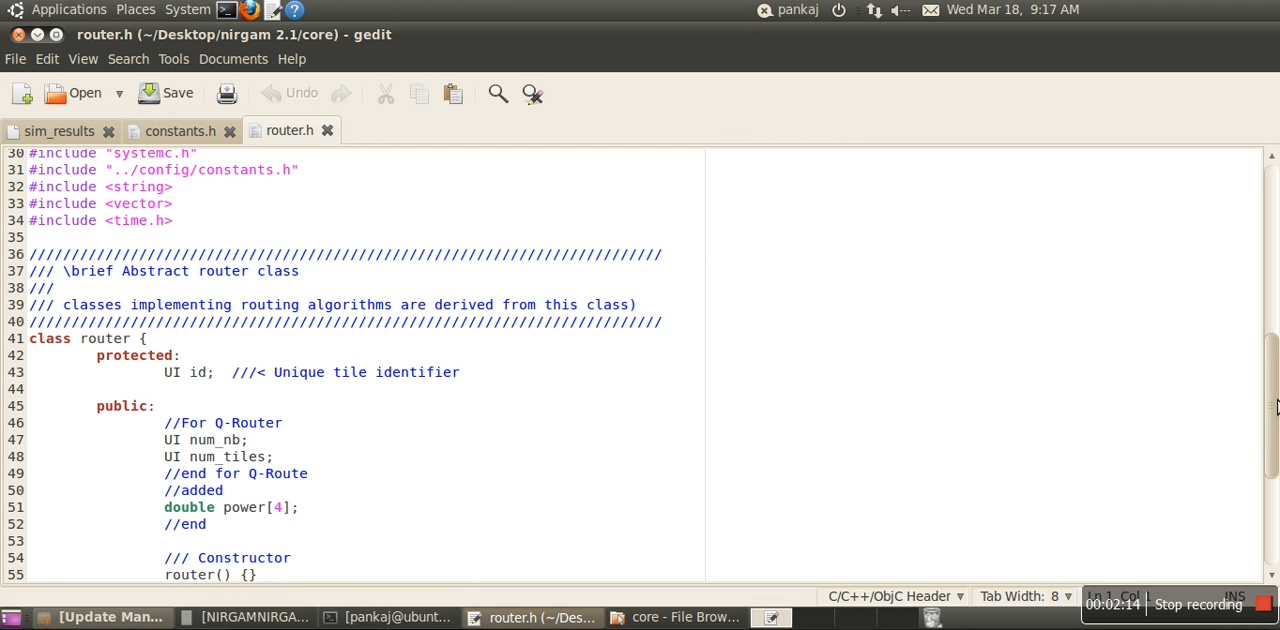 Applications Places System pankaj Wed Mar 18, 9:17 AM
router.h (~/Desktop/nirgam 2.1/core) - gedit
File Edit View Search Tools Documents Help
Open Save Undo
sim_results constants.h router.h
30 #include "systemc.h"
31 #include "../config/constants.h"
32 #include <string>
33 #include <vector>
34 #include <time.h>
35
36 ///////////////////////////////////////////////////////////////////////////
37 /// \brief Abstract router class
38 ///
39 /// classes implementing routing algorithms are derived from this class)
40 ///////////////////////////////////////////////////////////////////////////
41 class router {
42 protected:
43 UI id; ///< Unique tile identifier
44
45 public:
46 //For Q-Router
47 UI num_nb;
48 UI num_tiles;
49 //end for Q-Route
50 //added
51 double power[4];
52 //end
53
54 /// Constructor
55 router() {}
C/C++/ObjC Header Tab Width: 8 Ln 1, Col 1 INS
00:02:14 Stop recording
[Update Man... [NIRGAMNIRGA... [pankaj@ubunt... router.h (~/Des... core - File Brow...